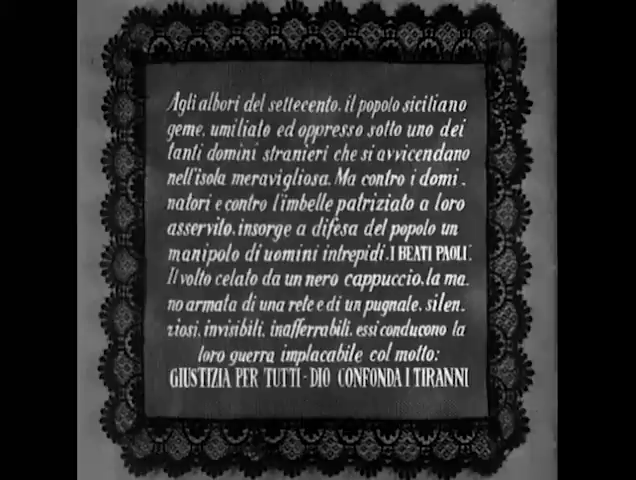 Agli albori del settecento, il popolo siciliano
geme, umiliato ed oppresso sotto uno dei
tanti domini stranieri che si avvicendano
nell'isola meravigliosa. Ma contro i domi-
natori e contro l'imbelle patriziato a loro
asservito, insorge a difesa del popolo un
manipolo di uomini intrepidi. I BEATI PAOLI.
Il volto celato da un nero cappuccio, la ma-
no armata di una rete e di un pugnale, silen-
ziosi, invisibili, inafferrabili, essi conducono la
loro guerra implacabile col motto:
GIUSTIZIA PER TUTTI - DIO CONFONDA I TIRANNI